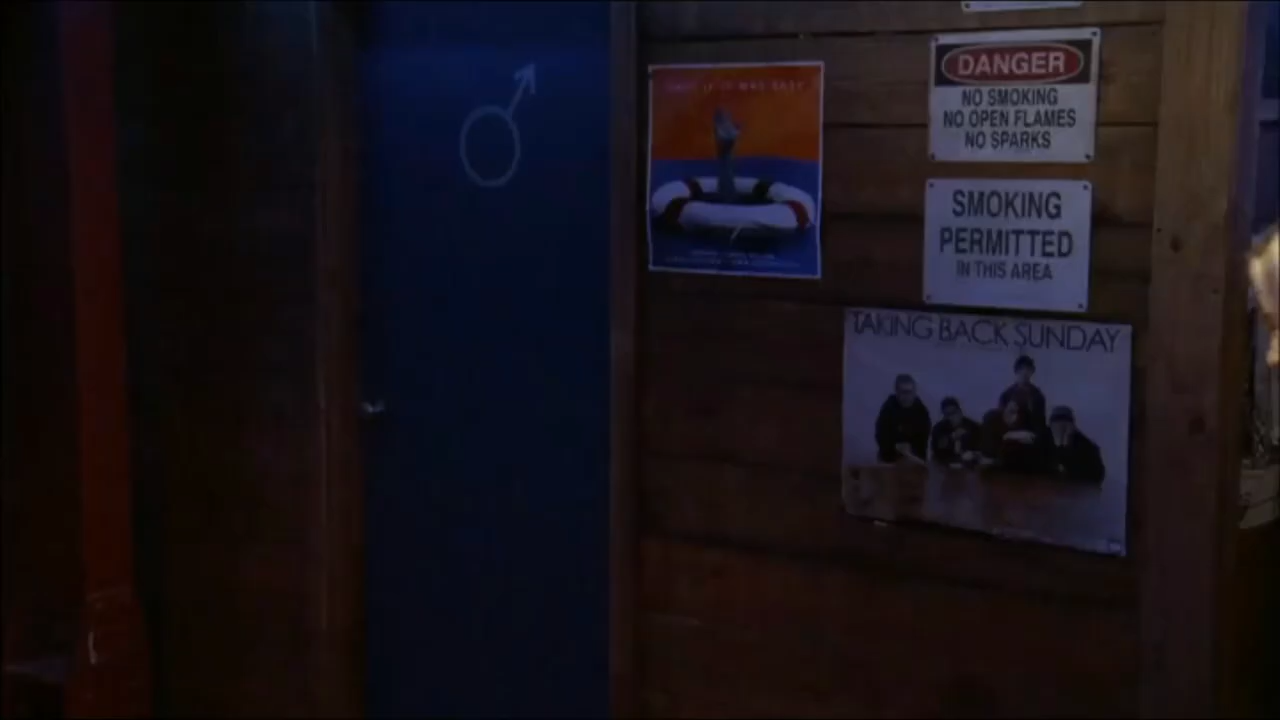 DANGER
NO SMOKING
NO OPEN FLAMES
NO SPARKS
SMOKING
PERMITTED
IN THIS AREA
TAKING BACK SUNDAY